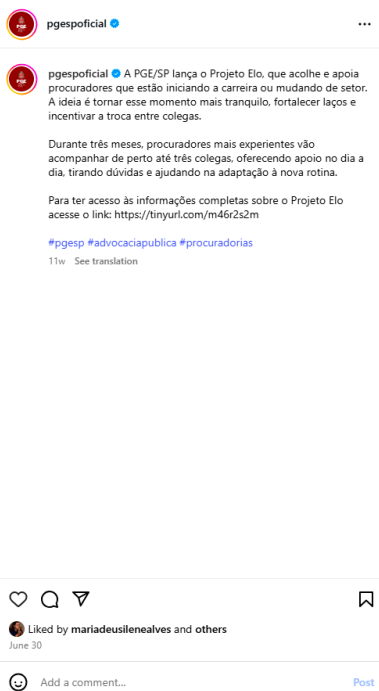 pgespoficial
pgespoficial A PGE/SP lança o Projeto Elo, que acolhe e apoia
procuradores que estão iniciando a carreira ou mudando de setor.
A ideia é tornar esse momento mais tranquilo, fortalecer laços e
incentivar a troca entre colegas.
Durante três meses, procuradores mais experientes vão
acompanhar de perto até três colegas, oferecendo apoio no dia a
dia, tirando dúvidas e ajudando na adaptação à nova rotina.
Para ter acesso às informações completas sobre o Projeto Elo
acesse o link: https://tinyurl.com/m46r2s2m
#pgesp #advocaciapublica #procuradorias
11w See translation
Liked by mariadeusilenealves and others
June 30
Add a comment...
Post